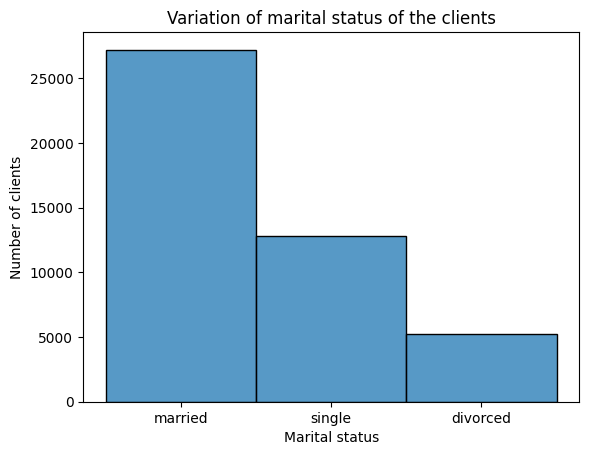 Variation of marital status of the clients
Number of clients
25000
20000
15000
10000
5000
0
married single divorced
Marital status